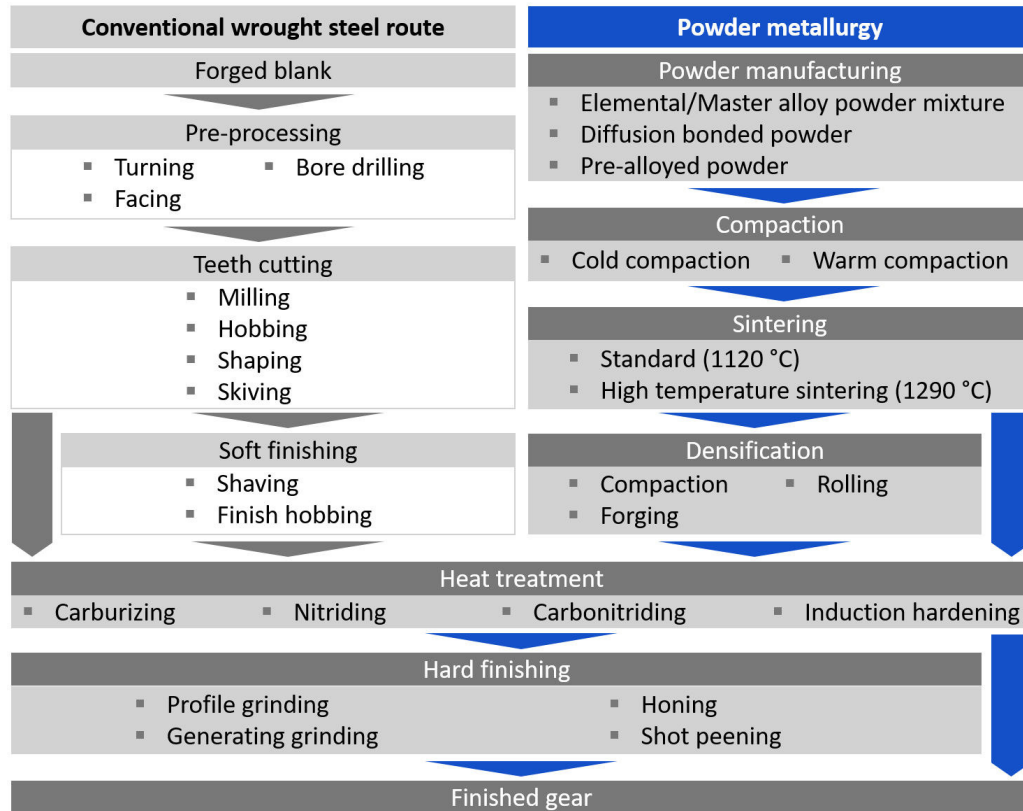 Conventional wrought steel route
Forged blank
Pre-processing
▪ Turning ▪ Bore drilling
▪ Facing
Teeth cutting
▪ Milling
▪ Hobbing
▪ Shaping
▪ Skiving
Soft finishing
▪ Shaving
▪ Finish hobbing
Powder metallurgy
Powder manufacturing
▪ Elemental/Master alloy powder mixture
▪ Diffusion bonded powder
▪ Pre-alloyed powder
Compaction
▪ Cold compaction ▪ Warm compaction
Sintering
▪ Standard (1120 °C)
▪ High temperature sintering (1290 °C)
Densification
▪ Compaction ▪ Rolling
▪ Forging
Heat treatment
▪ Carburizing ▪ Nitriding ▪ Carbonitriding ▪ Induction hardening
Hard finishing
▪ Profile grinding ▪ Honing
▪ Generating grinding ▪ Shot peening
Finished gear